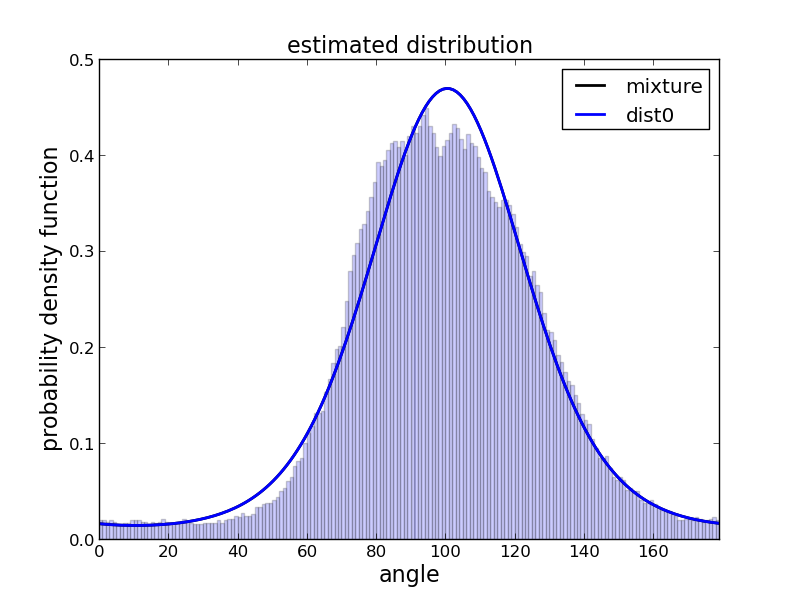 estimated distribution
mixture
dist0
probability density function
0.5
0.4
0.3
0.2
0.1
0.0
0 20 40 60 80 100 120 140 160
angle